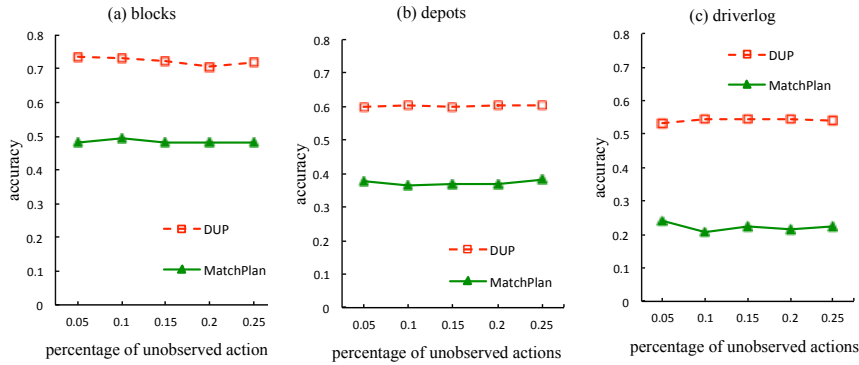 (a) blocks
0.8
0.7
0.6
0.5
0.4
0.3
0.2
0.1
0
accuracy
DUP
MatchPlan
0.05 0.1 0.15 0.2 0.25
percentage of unobserved action
(b) depots
0.8
0.7
0.6
0.5
0.4
0.3
0.2
0.1
0
accuracy
DUP
MatchPlan
0.05 0.1 0.15 0.2 0.25
percentage of unobserved actions
(c) driverlog
0.8
0.7
0.6
0.5
0.4
0.3
0.2
0.1
0
accuracy
DUP
MatchPlan
0.05 0.1 0.15 0.2 0.25
percentage of unobserved actions